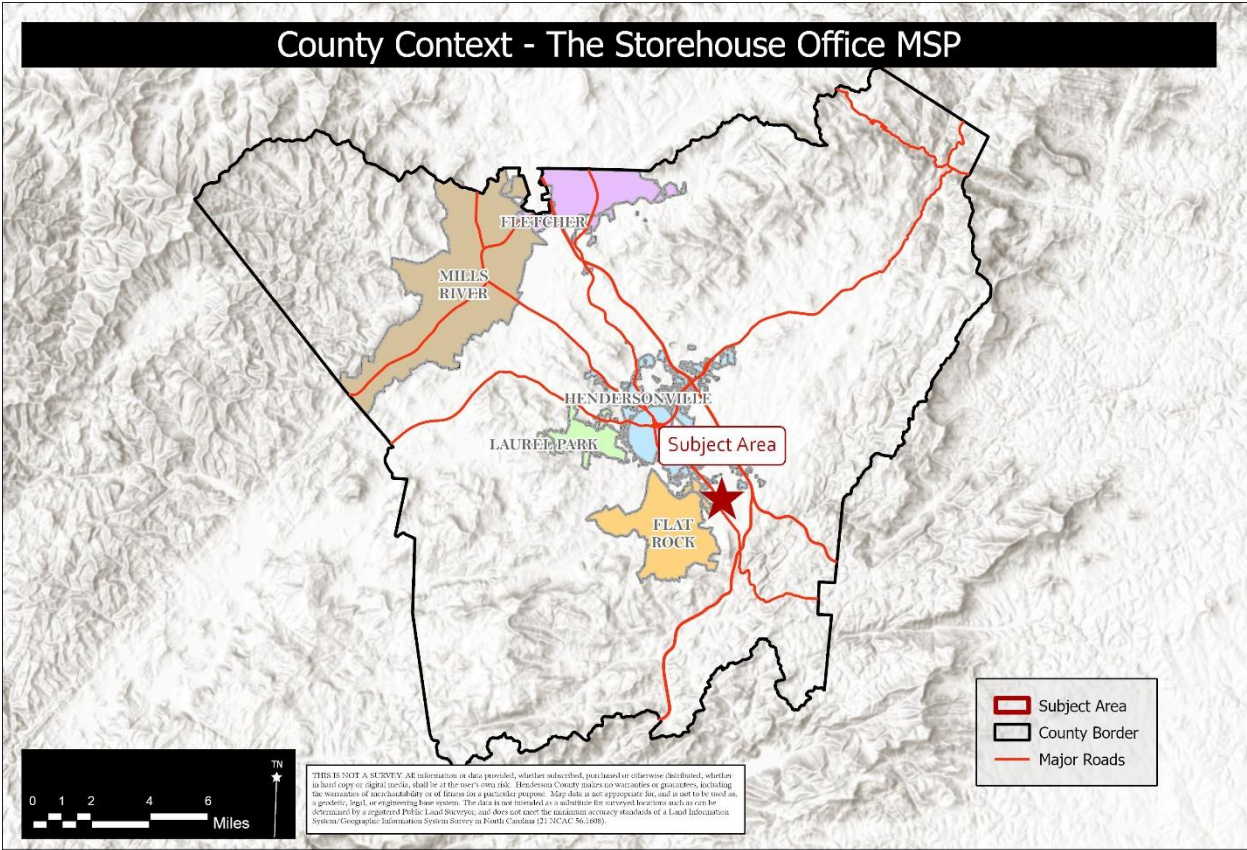 County Context - The Storehouse Office MSP
FLETCHER
MILLS
RIVER
HENDERSONVILLE
LAUREL PARK
Subject Area
FLAT
ROCK
Subject Area
County Border
Major Roads
TN
0 1 2 4 6
Miles
THIS IS NOT A SURVEY. All information or data provided, whether subscribed, purchased or otherwise distributed, whether
in hard copy or digital media, shall be at the user's own risk. Henderson County makes no warranties or guarantees, including
the warranties of merchantability or of fitness for a particular purpose. Map data is not appropriate for, and is not to be used as,
a geodetic, legal, or engineering base system. The data is not intended as a substitute for surveyed locations such as can be
determined by a registered Public Land Surveyor, and does not meet the minimum accuracy standards of a Land Information
System/Geographic Information System Survey in North Carolina (21 NCAC 56.1608).